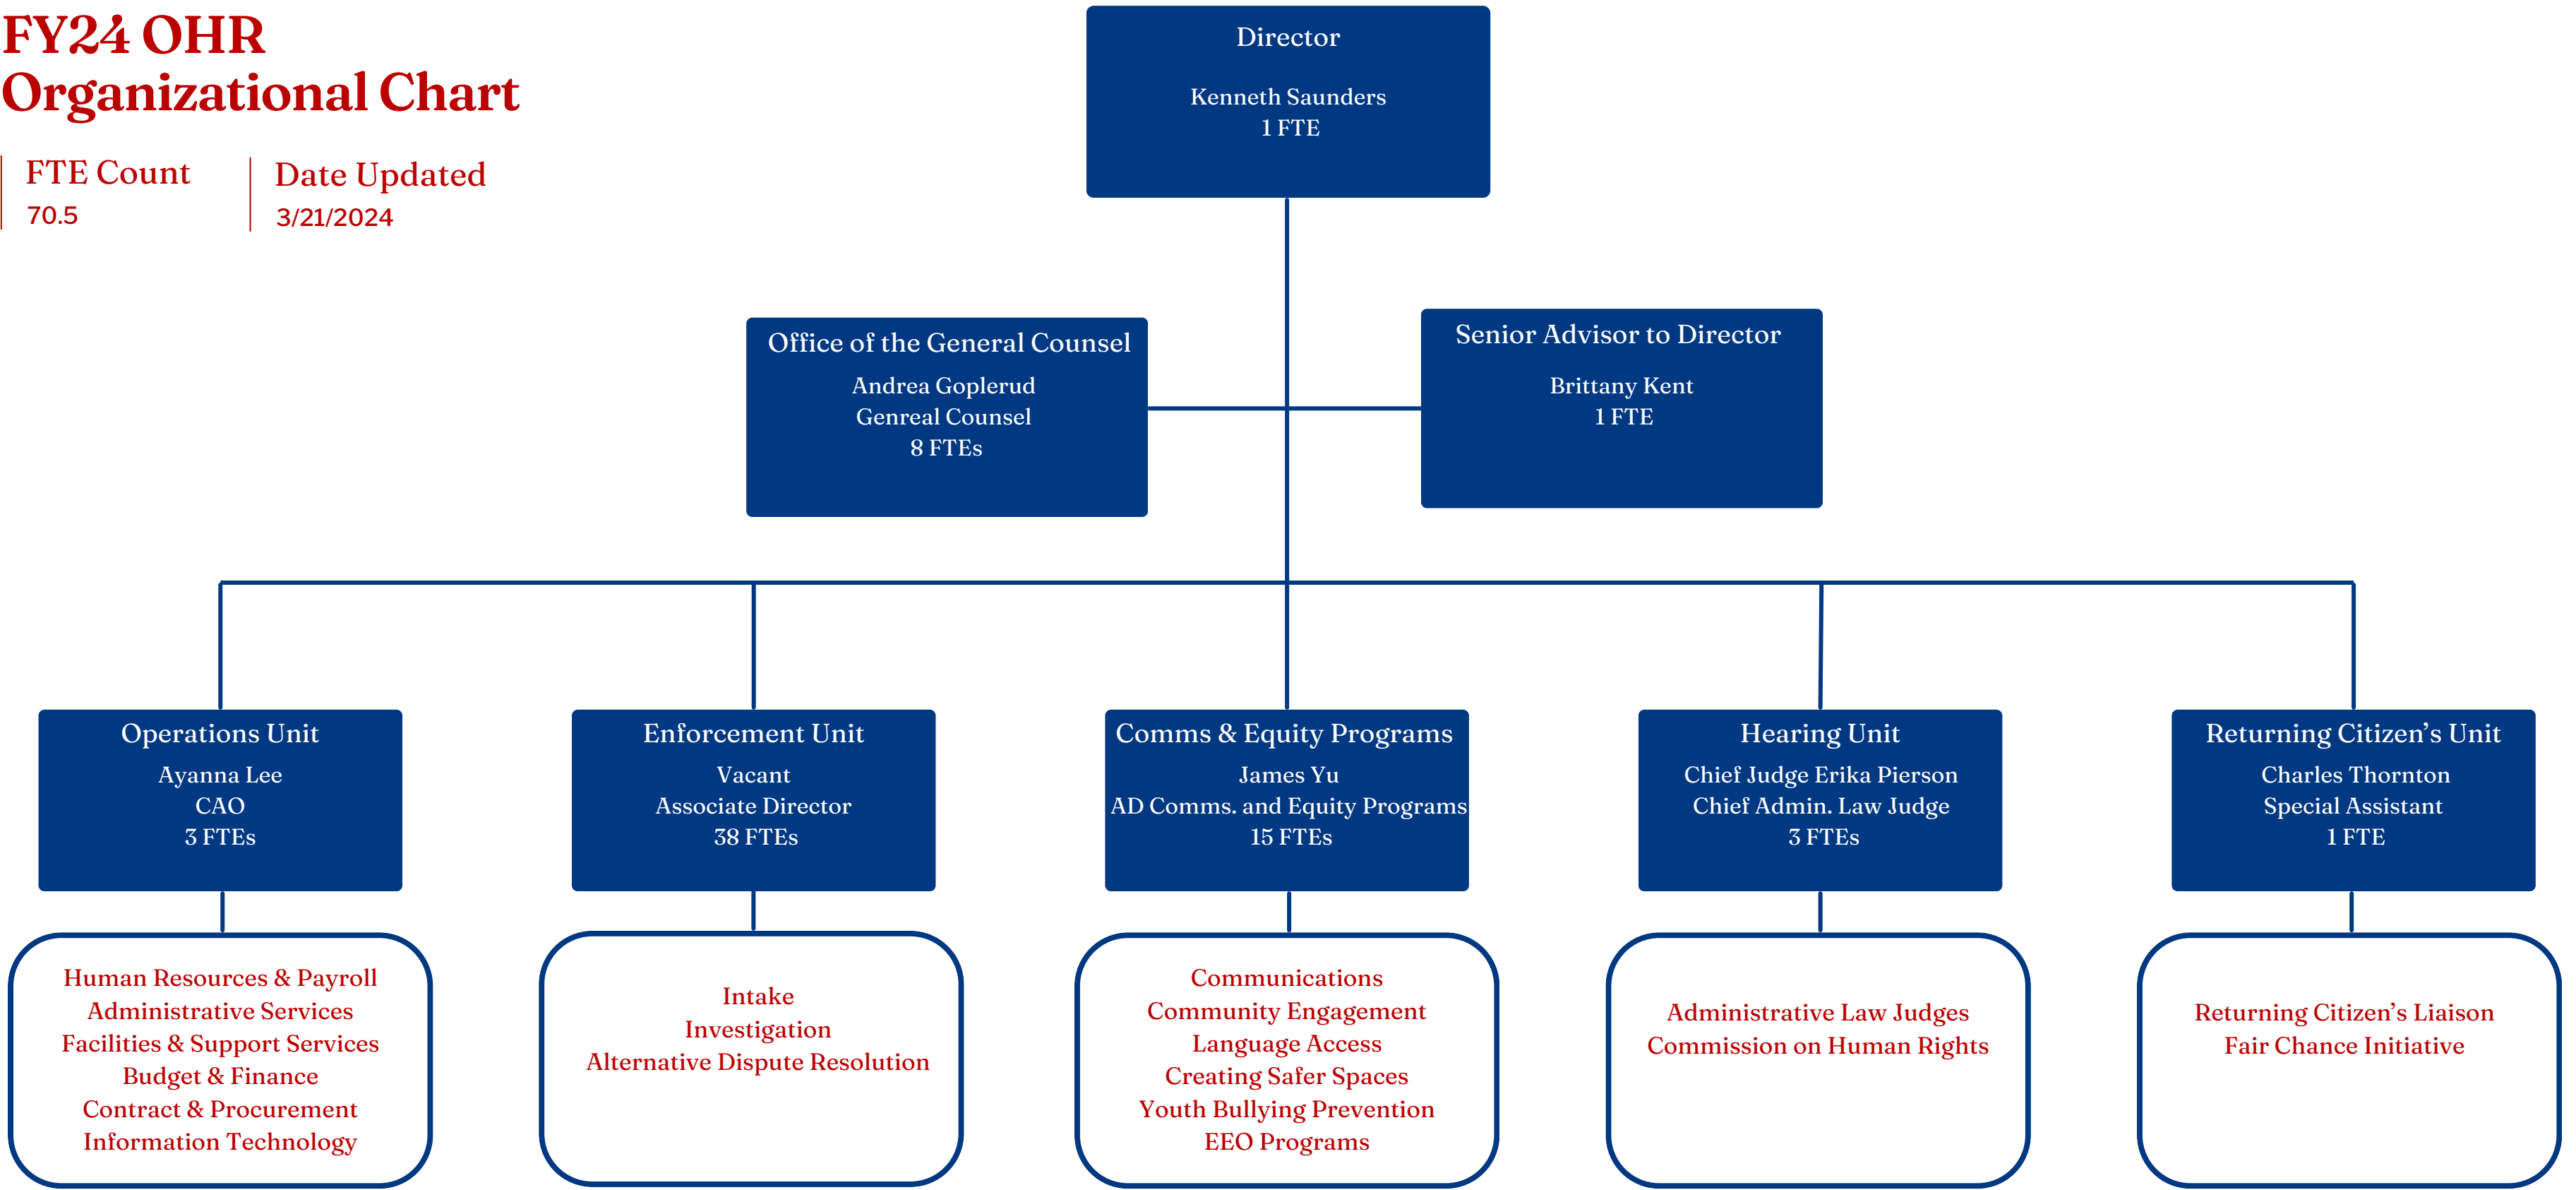 FY24 OHR
Organizational Chart
FTE Count
70.5
Date Updated
3/21/2024
Director
Kenneth Saunders
1 FTE
Office of the General Counsel
Andrea Goplerud
Genreal Counsel
8 FTEs
Senior Advisor to Director
Brittany Kent
1 FTE
Operations Unit
Ayanna Lee
CAO
3 FTEs
Enforcement Unit
Vacant
Associate Director
38 FTEs
Comms & Equity Programs
James Yu
AD Comms. and Equity Programs
15 FTEs
Hearing Unit
Chief Judge Erika Pierson
Chief Admin. Law Judge
3 FTEs
Returning Citizen’s Unit
Charles Thornton
Special Assistant
1 FTE
Human Resources & Payroll
Administrative Services
Facilities & Support Services
Budget & Finance
Contract & Procurement
Information Technology
Intake
Investigation
Alternative Dispute Resolution
Communications
Community Engagement
Language Access
Creating Safer Spaces
Youth Bullying Prevention
EEO Programs
Administrative Law Judges
Commission on Human Rights
Returning Citizen’s Liaison
Fair Chance Initiative